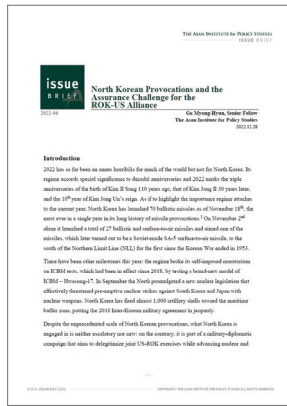 THE ASAN INSTITUTE for POLICY STUDIES
ISSUE BRIEF
issue
BRIEF
2022-06
North Korean Provocations and the
Assurance Challenge for the
ROK-US Alliance
Go Myong-Hyun, Senior Fellow
The Asan Institute for Policy Studies
2022.12.28
Introduction
2022 has so far been an annus horribilis for much of the world but not for North Korea. Its
regime accords special significance to decadal anniversaries and 2022 marks the triple
anniversaries of the birth of Kim Il Sung 110 years ago, that of Kim Jong Il 30 years later,
and the 10th year of Kim Jong Un's reign. As if to highlight the importance regime attaches
to the current year, North Korea has launched 70 ballistic missiles as of November 18th, the
most ever in a single year in its long history of missile provocations.1 On November 2nd
alone it launched a total of 27 ballistic and surface-to-air missiles and aimed one of the
missiles, which later turned out to be a Soviet-made SA-5 surface-to-air missile, to the
south of the Northern Limit Line (NLL) for the first since the Korean War ended in 1953.
There have been other milestones this year: the regime broke its self-imposed moratorium
on ICBM tests, which had been in effect since 2018, by testing a brand-new model of
ICBM – Hwasong-17. In September the North promulgated a new nuclear legislation that
effectively threatened pre-emptive nuclear strikes against South Korea and Japan with
nuclear weapons. North Korea has fired almost 1,000 artillery shells toward the maritime
buffer zone, putting the 2018 Inter-Korean military agreement in jeopardy.
Despite the unprecedented scale of North Korean provocations, what North Korea is
engaged in is neither escalatory nor new: on the contrary, it is part of a military-diplomatic
campaign that aims to delegitimize joint US-ROK exercises while advancing nuclear and
- 1 -
COPYRIGHT THE ASAN INSTITUTE FOR POLICY STUDIES ALL RIGHTS RESERVED.